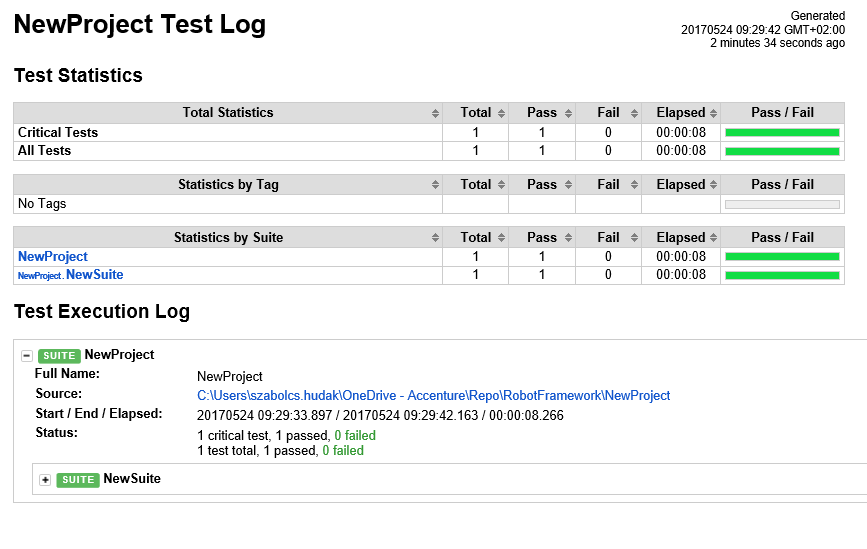 NewProject Test Log
Generated
20170524 09:29:42 GMT+02:00
2 minutes 34 seconds ago
Test Statistics
Total Statistics Total Pass Fail Elapsed Pass / Fail
Critical Tests 1 1 0 00:00:08
All Tests 1 1 0 00:00:08
Statistics by Tag Total Pass Fail Elapsed Pass / Fail
No Tags
Statistics by Suite Total Pass Fail Elapsed Pass / Fail
NewProject 1 1 0 00:00:08
NewProject . NewSuite 1 1 0 00:00:08
Test Execution Log
SUITE NewProject
Full Name: NewProject
Source: C:\Users\szabolcs.hudak\OneDrive - Accenture\Repo\RobotFramework\NewProject
Start / End / Elapsed: 20170524 09:29:33.897 / 20170524 09:29:42.163 / 00:00:08.266
Status: 1 critical test, 1 passed, 0 failed
1 test total, 1 passed, 0 failed
SUITE NewSuite